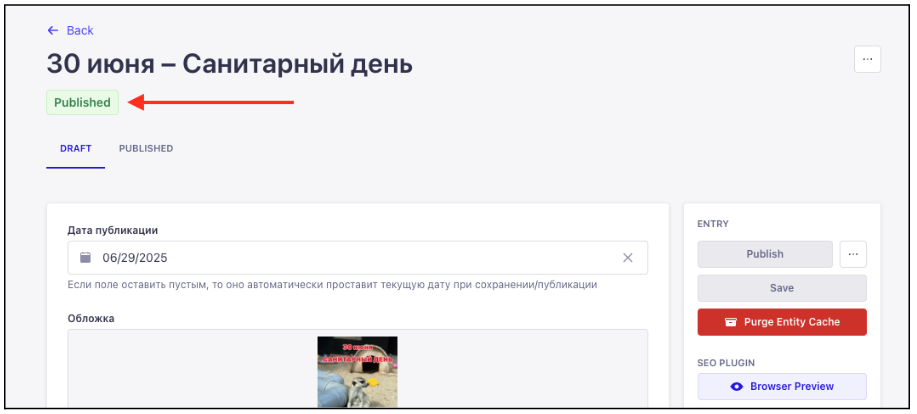 Back
30 июня – Санитарный день
...
Published
DRAFT PUBLISHED
Дата публикации
06/29/2025
Если поле оставить пустым, то оно автоматически проставит текущую дату при сохранении/публикации
Обложка
30 июня
САНИТАРНЫЙ ДЕНЬ
ENTRY
Publish
...
Save
Purge Entity Cache
SEO PLUGIN
Browser Preview